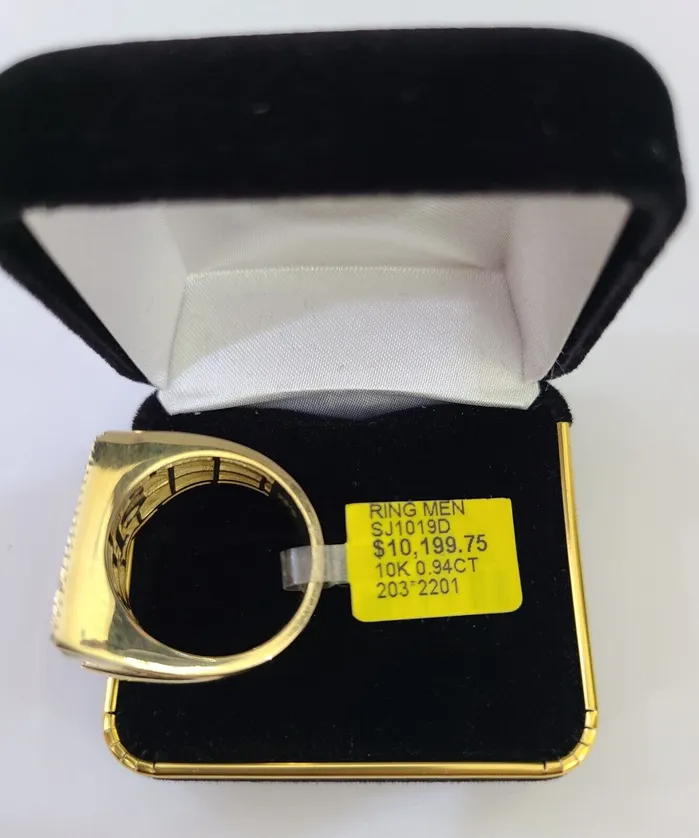 RING MEN
SJ1019D
$10,199.75
10K 0.94CT
203*2201